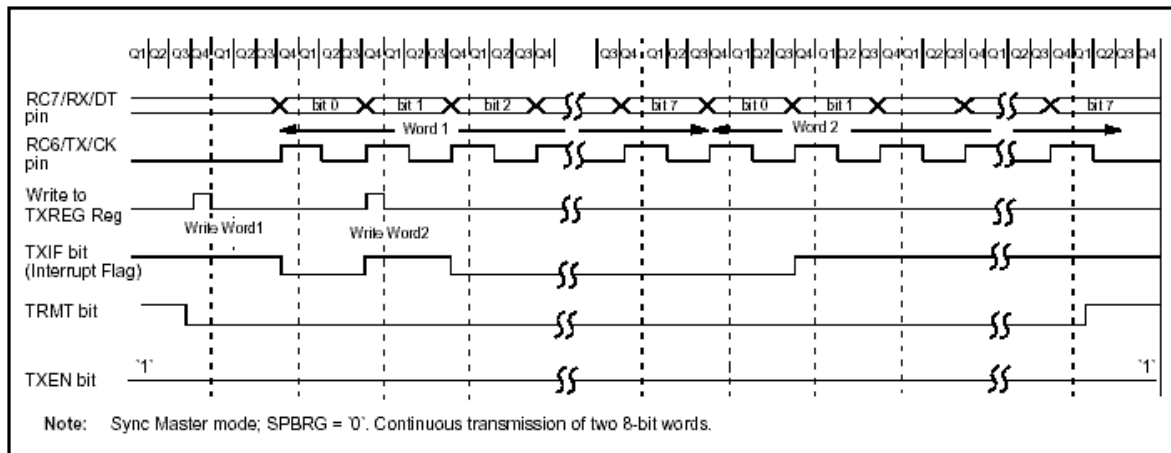 Q1 Q2 Q3 Q4 Q1 Q2 Q3 Q4 Q1 Q2 Q3 Q4 Q1 Q2 Q3 Q4 Q1 Q2 Q3 Q4 Q3 Q4 Q1 Q2 Q3 Q4 Q1 Q2 Q3 Q4 Q1 Q2 Q3 Q4 Q1 Q2 Q3 Q4 Q1 Q2 Q3 Q4 Q1 Q2 Q3 Q4
RC7/RX/DT
pin
bit 0 bit 1 bit 2 bit 7 bit 0 bit 1 bit 7
Word 1 Word 2
RC6/TX/CK
pin
Write to
TXREG Reg
Write Word1 Write Word2
TXIF bit
(Interrupt Flag)
TRMT bit
`1` `1`
TXEN bit
Note: Sync Master mode; SPBRG = `0`. Continuous transmission of two 8-bit words.